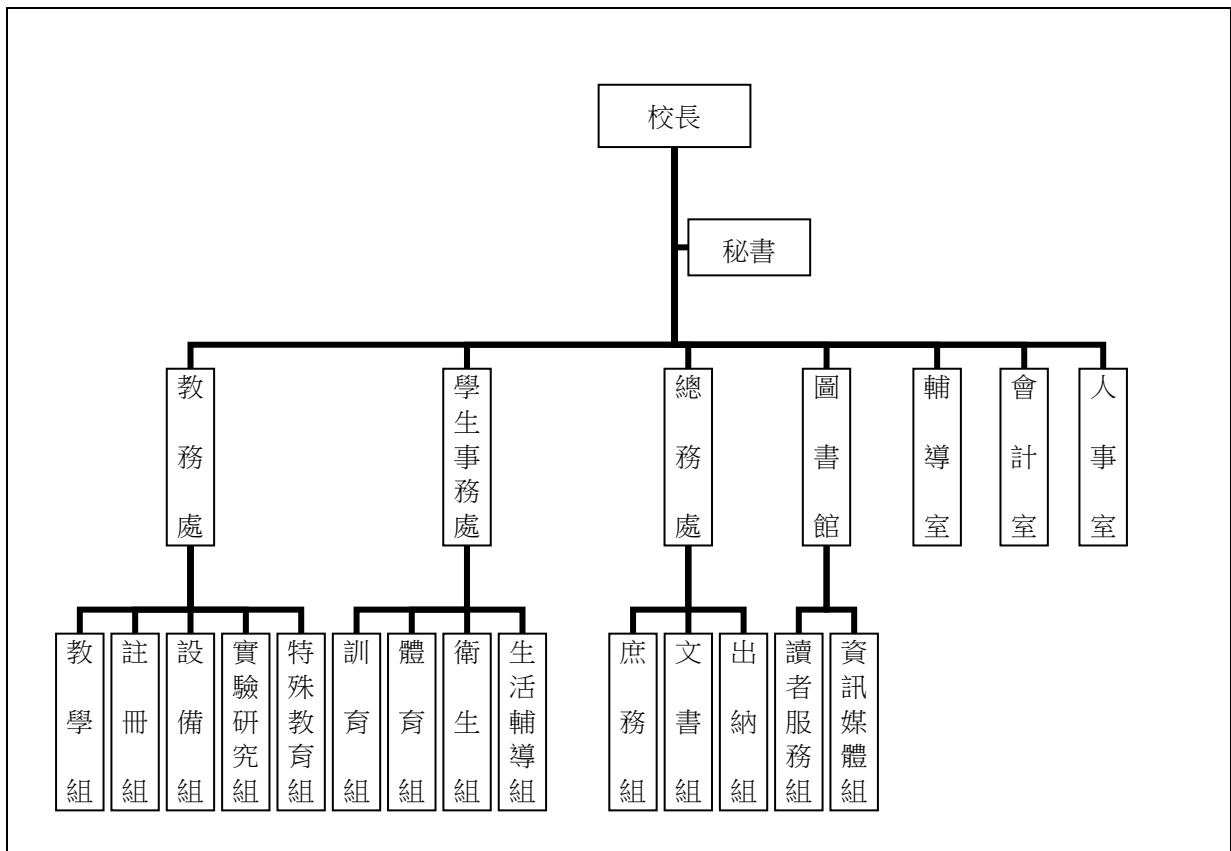 校長
秘書
教務處
學生事務處
總務處
圖書館
輔導室
會計室
人事室
教學組
註冊組
設備組
實驗研究組
特殊教育組
訓育組
體育組
衛生組
生活輔導組
庶務組
文書組
出納組
讀者服務組
資訊媒體組